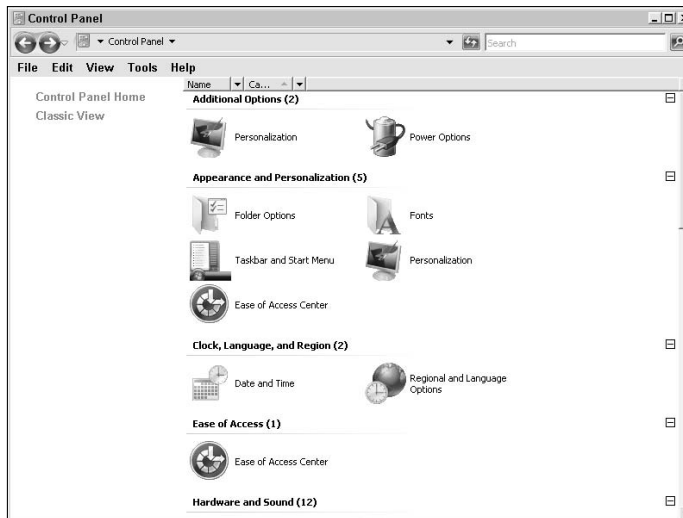 Control Panel
Control Panel
Search
File Edit View Tools Help
Name Ca...
Control Panel Home
Classic View
Additional Options (2)
Personalization Power Options
Appearance and Personalization (5)
Folder Options Fonts
Taskbar and Start Menu Personalization
Ease of Access Center
Clock, Language, and Region (2)
Date and Time Regional and Language
Options
Ease of Access (1)
Ease of Access Center
Hardware and Sound (12)